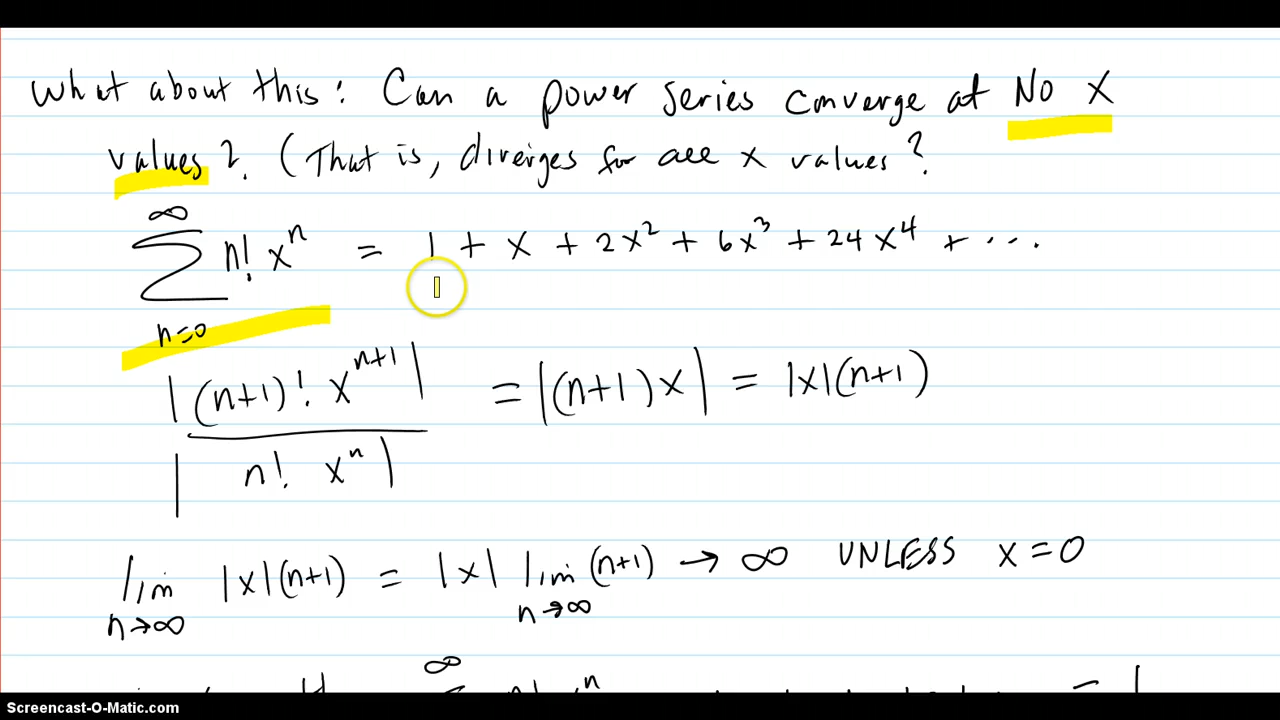 What about this: Can a power series converge at No x
values? (That is, diverges for all x values?
∞
∑ n! xⁿ = 1 + x + 2x² + 6x³ + 24x⁴ + ...
n=0
|(n+1)! xⁿ⁺¹| = |(n+1)x| = |x|(n+1)
| n! xⁿ|
lim |x|(n+1) = |x| lim (n+1) → ∞ UNLESS x=0
n→∞ n→∞
∞
Screencast-O-Matic.com